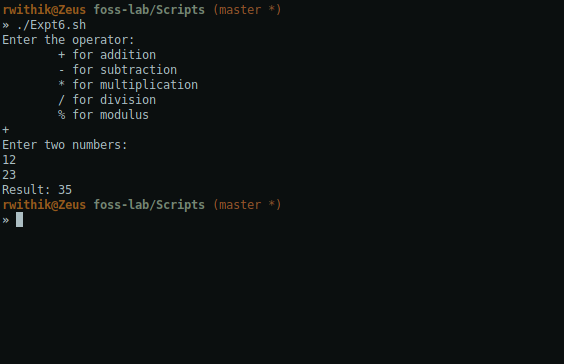 rwithik@Zeus foss-lab/Scripts (master *)
» ./Expt6.sh
Enter the operator:
        + for addition
        - for subtraction
        * for multiplication
        / for division
        % for modulus
+
Enter two numbers:
12
23
Result: 35
rwithik@Zeus foss-lab/Scripts (master *)
»